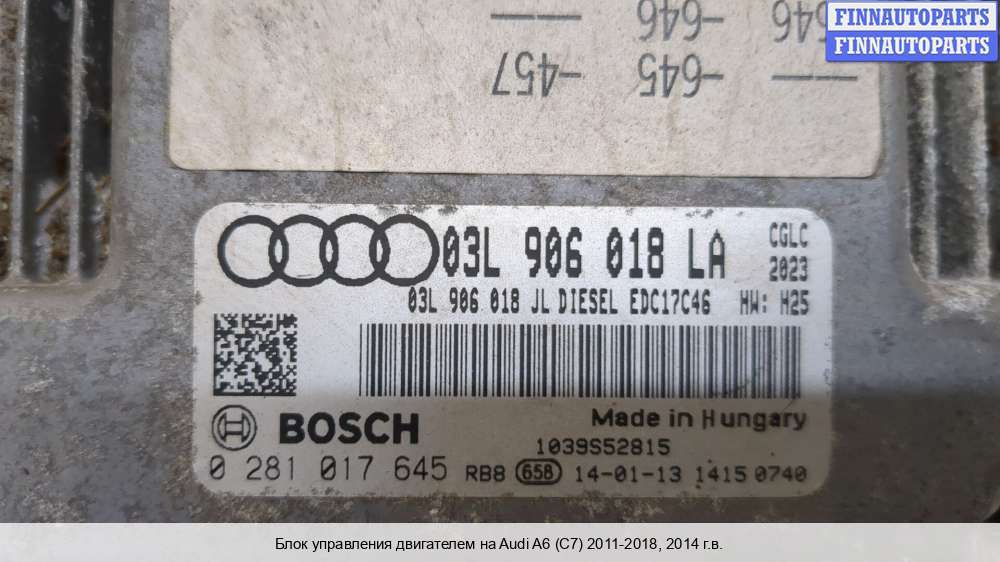 FINNAUTOPARTS
FINNAUTOPARTS
-646
-646
646
-457
-645
03L 906 018 LA
CGLC
2023
03L 906 018 JL DIESEL EDC17C46 HW: H25
BOSCH
Made in Hungary
1039S52815
0 281 017 645 RB8 658 14-01-13 1415 0740
Блок управления двигателем на Audi A6 (C7) 2011-2018, 2014 г.в.